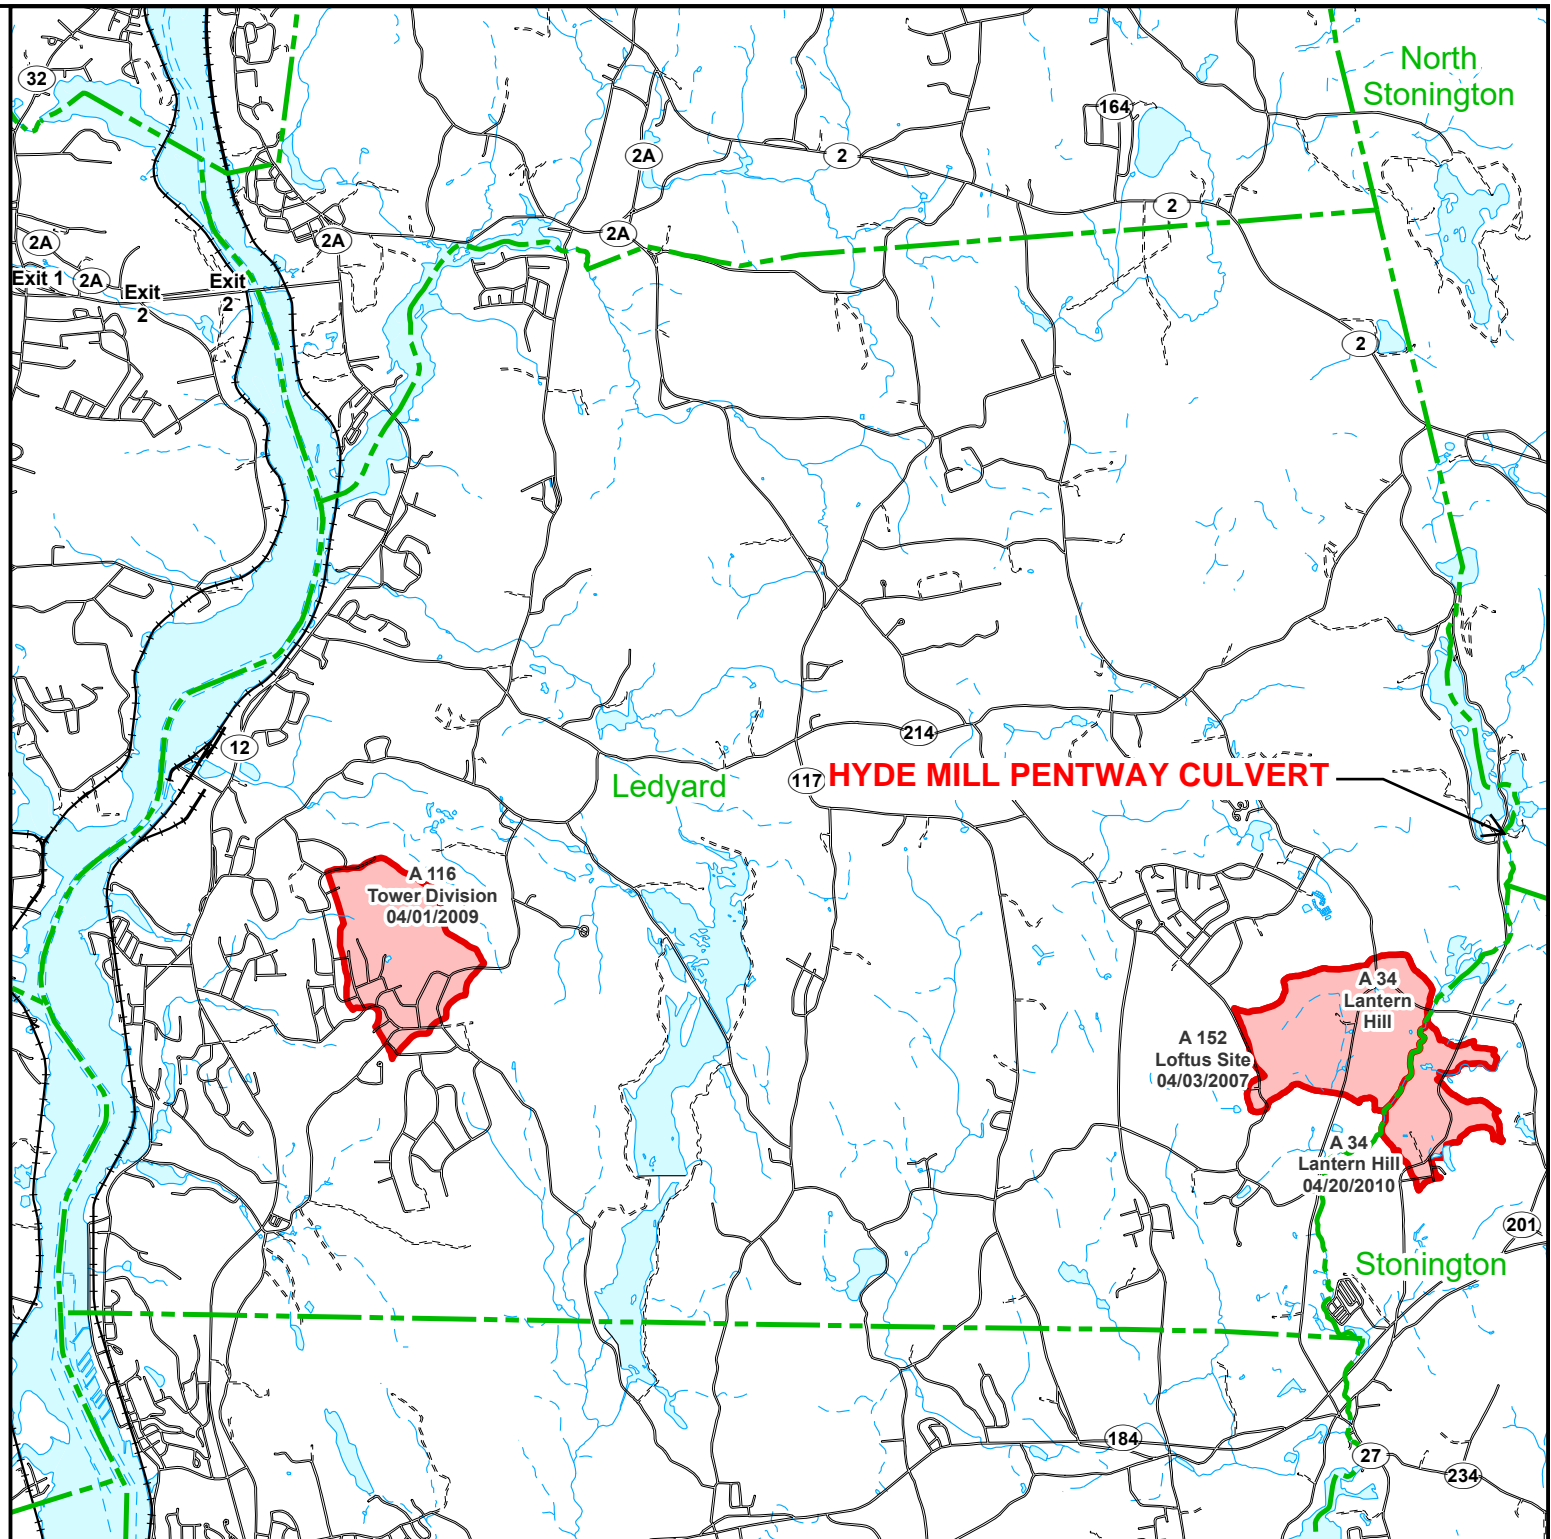 North
Stonington
32
164
2A
2
2
2A
2A
2A
Exit 1
2A
Exit
2
Exit
2
2
12
214
Ledyard
117
HYDE MILL PENTWAY CULVERT
A 116
Tower Division
04/01/2009
A 34
Lantern
Hill
A 152
Loftus Site
04/03/2007
A 34
Lantern Hill
04/20/2010
201
Stonington
184
27
234